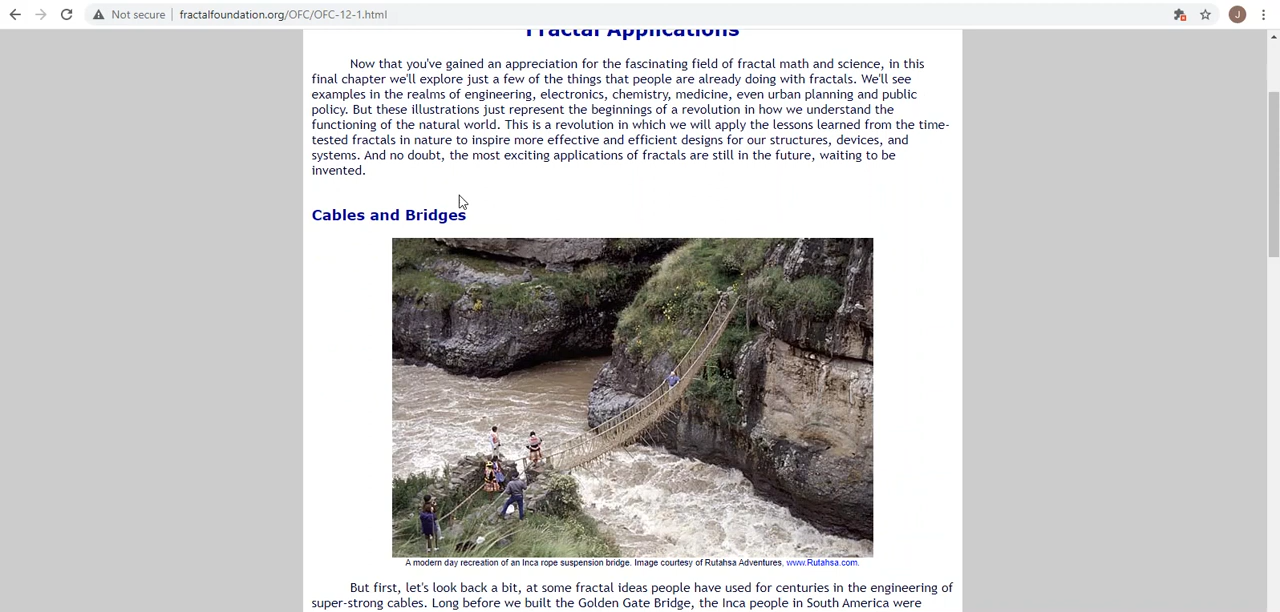 Not secure | fractalfoundation.org/OFC/OFC-12-1.html
J
Fractal Applications
Now that you've gained an appreciation for the fascinating field of fractal math and science, in this
final chapter we'll explore just a few of the things that people are already doing with fractals. We'll see
examples in the realms of engineering, electronics, chemistry, medicine, even urban planning and public
policy. But these illustrations just represent the beginnings of a revolution in how we understand the
functioning of the natural world. This is a revolution in which we will apply the lessons learned from the time-
tested fractals in nature to inspire more effective and efficient designs for our structures, devices, and
systems. And no doubt, the most exciting applications of fractals are still in the future, waiting to be
invented.
Cables and Bridges
A modern day recreation of an Inca rope suspension bridge. Image courtesy of Rutahsa Adventures, www.Rutahsa.com.
But first, let's look back a bit, at some fractal ideas people have used for centuries in the engineering of
super-strong cables. Long before we built the Golden Gate Bridge, the Inca people in South America were